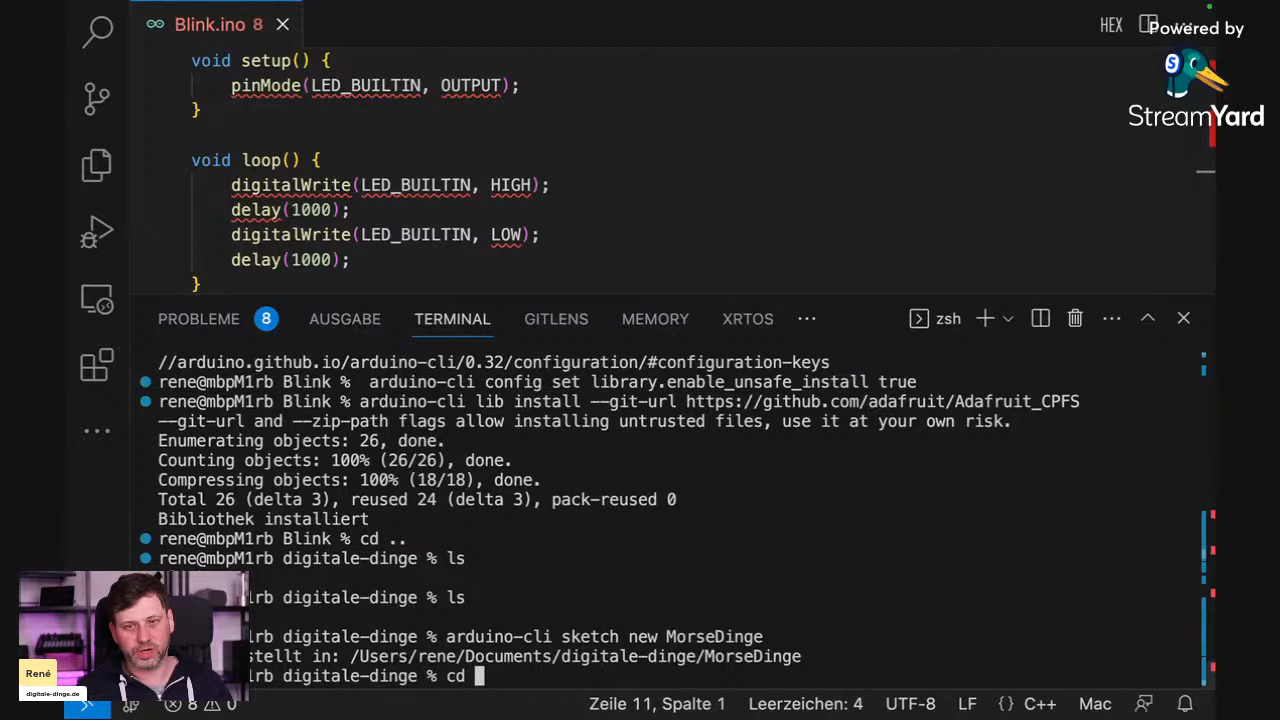 Blink.ino 8
HEX
Powered by
StreamYard
void setup() {
pinMode(LED_BUILTIN, OUTPUT);
}
void loop() {
digitalWrite(LED_BUILTIN, HIGH);
delay(1000);
digitalWrite(LED_BUILTIN, LOW);
delay(1000);
}
PROBLEME 8 AUSGABE TERMINAL GITLENS MEMORY XRTOS ··· zsh
//arduino.github.io/arduino-cli/0.32/configuration/#configuration-keys
rene@mbpM1rb Blink %  arduino-cli config set library.enable_unsafe_install true
rene@mbpM1rb Blink % arduino-cli lib install --git-url https://github.com/adafruit/Adafruit_CPFS
--git-url and --zip-path flags allow installing untrusted files, use it at your own risk.
Enumerating objects: 26, done.
Counting objects: 100% (26/26), done.
Compressing objects: 100% (18/18), done.
Total 26 (delta 3), reused 24 (delta 3), pack-reused 0
Bibliothek installiert
rene@mbpM1rb Blink % cd ..
rene@mbpM1rb digitale-dinge % ls
lrb digitale-dinge % ls
lrb digitale-dinge % arduino-cli sketch new MorseDinge
stellt in: /Users/rene/Documents/digitale-dinge/MorseDinge
lrb digitale-dinge % cd
René
digitale-dinge.de
8 0 Zeile 11, Spalte 1 Leerzeichen: 4 UTF-8 LF {} C++ Mac